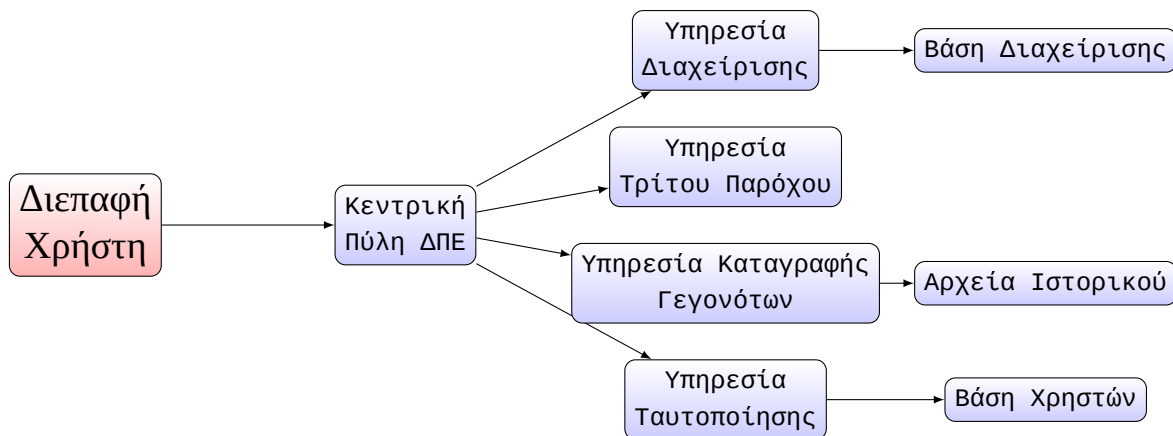 Διεπαφή
Χρήστη
Κεντρική
Πύλη ΔΠΕ
Υπηρεσία
Διαχείρισης
Βάση Διαχείρισης
Υπηρεσία
Τρίτου Παρόχου
Υπηρεσία Καταγραφής
Γεγονότων
Αρχεία Ιστορικού
Υπηρεσία
Ταυτοποίησης
Βάση Χρηστών